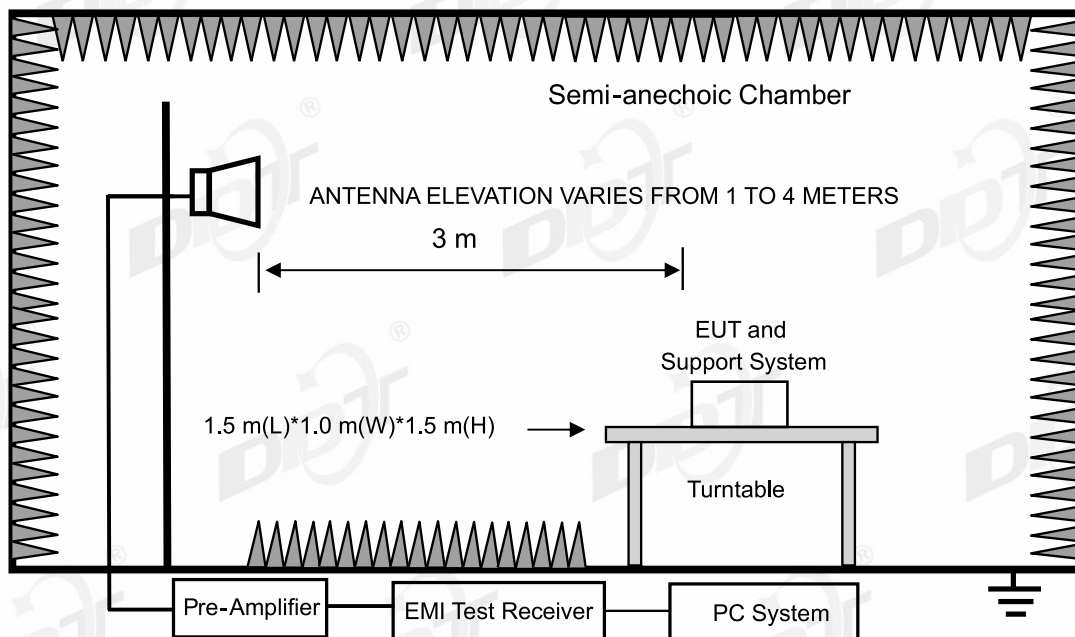 Semi-anechoic Chamber
ANTENNA ELEVATION VARIES FROM 1 TO 4 METERS
3 m
EUT and
Support System
1.5 m(L)*1.0 m(W)*1.5 m(H)
Turntable
Pre-Amplifier
EMI Test Receiver
PC System